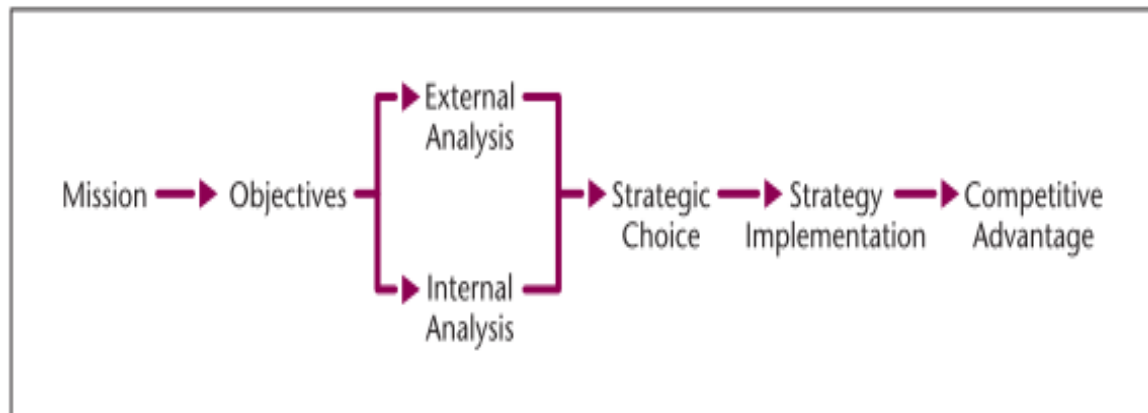 External
Analysis
Mission
Objectives
Strategic
Choice
Strategy
Implementation
Competitive
Advantage
Internal
Analysis